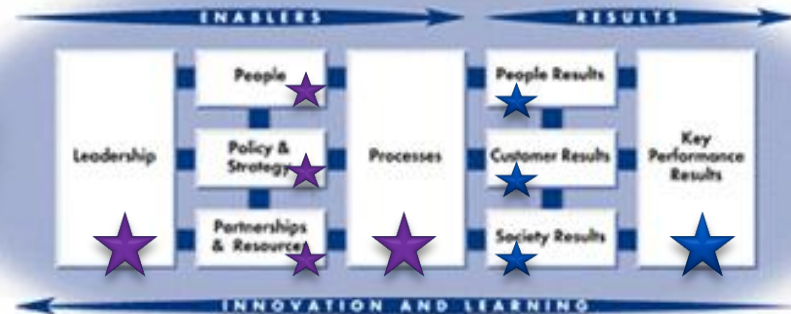 ENABLERS
RESULTS
Leadership
People
Policy &
Strategy
Partnerships
& Resources
Processes
People Results
Customer Results
Society Results
Key
Performance
Results
INNOVATION AND LEARNING